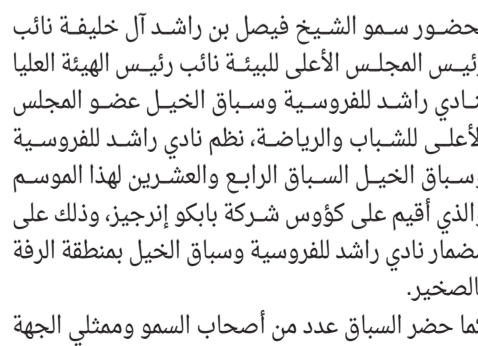 بحضور سمو الشيخ فيصل بن راشد آل خليفة نائب
رئيس المجلس الأعلى للبيئة نائب رئيس الهيئة العليا
لنادي راشد للفروسية وسباق الخيل عضو المجلس
الأعلى للشباب والرياضة، نظم نادي راشد للفروسية
وسباق الخيل السباق الرابع والعشرين لهذا الموسم
والذي أقيم على كؤوس شركة بابكو إنرجيز، وذلك على
مضمار نادي راشد للفروسية وسباق الخيل بمنطقة الرفة
بالصخير.
كما حضر السباق عدد من أصحاب السمو وممثلي الجهة